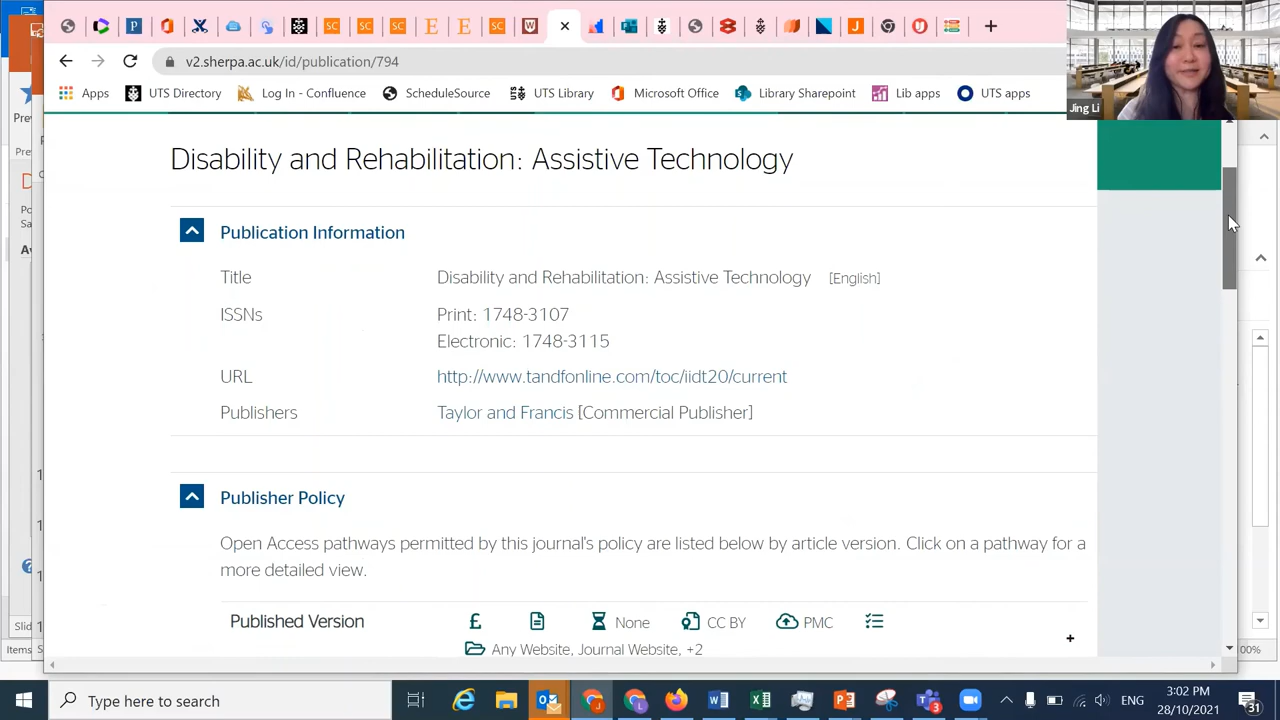 v2.sherpa.ac.uk/id/publication/794
Jing Li
Apps
UTS Directory
Log In - Confluence
ScheduleSource
UTS Library
Microsoft Office
Library Sharepoint
Lib apps
UTS apps
Disability and Rehabilitation: Assistive Technology
Publication Information
Title
Disability and Rehabilitation: Assistive Technology [English]
ISSNs
Print: 1748-3107
Electronic: 1748-3115
URL
http://www.tandfonline.com/toc/iidt20/current
Publishers
Taylor and Francis [Commercial Publisher]
Publisher Policy
Open Access pathways permitted by this journal's policy are listed below by article version. Click on a pathway for a
more detailed view.
Published Version
None
CC BY
PMC
Any Website, Journal Website, +2
+
Type here to search
ENG
3:02 PM
28/10/2021
31